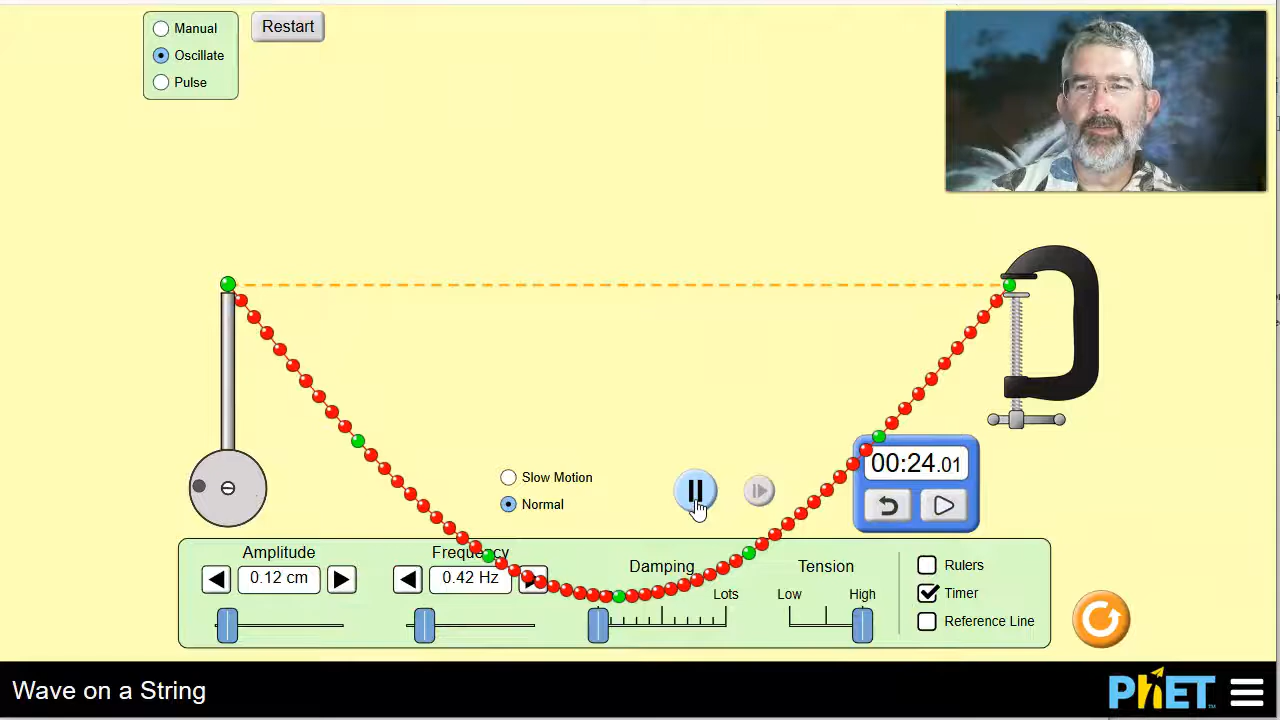 Manual
Restart
Oscillate
Pulse
00:24.01
Slow Motion
Normal
Amplitude
Frequency
Damping
Tension
0.12 cm
0.42 Hz
Lots
Low
High
Rulers
Timer
Reference Line
Wave on a String
PhET